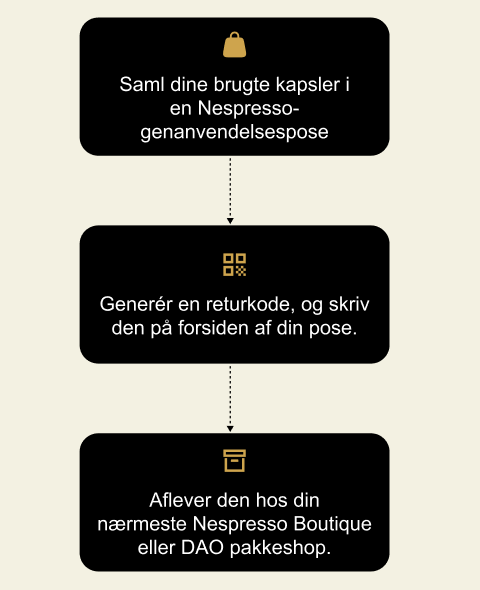 Saml dine brugte kapsler i
en Nespresso-
genanvendelsespose
Generér en returkode, og skriv
den på forsiden af din pose.
Aflever den hos din
nærmeste Nespresso Boutique
eller DAO pakkeshop.